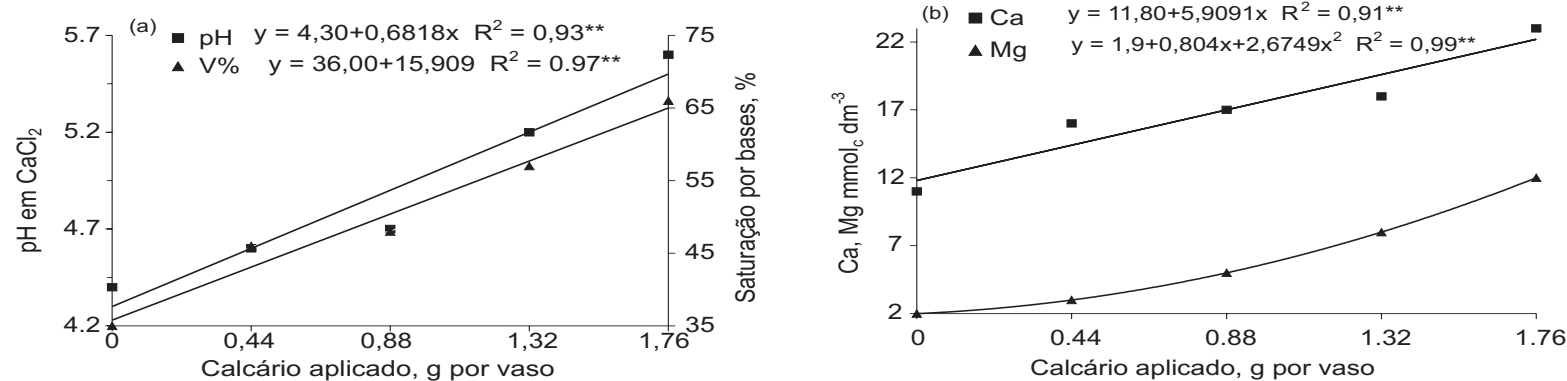 (a) pH y = 4,30+0,6818x R² = 0,93**
V% y = 36,00+15,909 R² = 0.97**
5.7
5.2
4.7
4.2
pH em CaCl₂
75
65
55
45
35
Saturação por bases, %
0 0,44 0,88 1,32 1,76
Calcário aplicado, g por vaso
(b) Ca y = 11,80+5,9091x R² = 0,91**
Mg y = 1,9+0,804x+2,6749x² R² = 0,99**
22
17
12
7
2
Ca, Mg mmol꜀ dm⁻³
0 0.44 0.88 1.32 1.76
Calcário aplicado, g por vaso